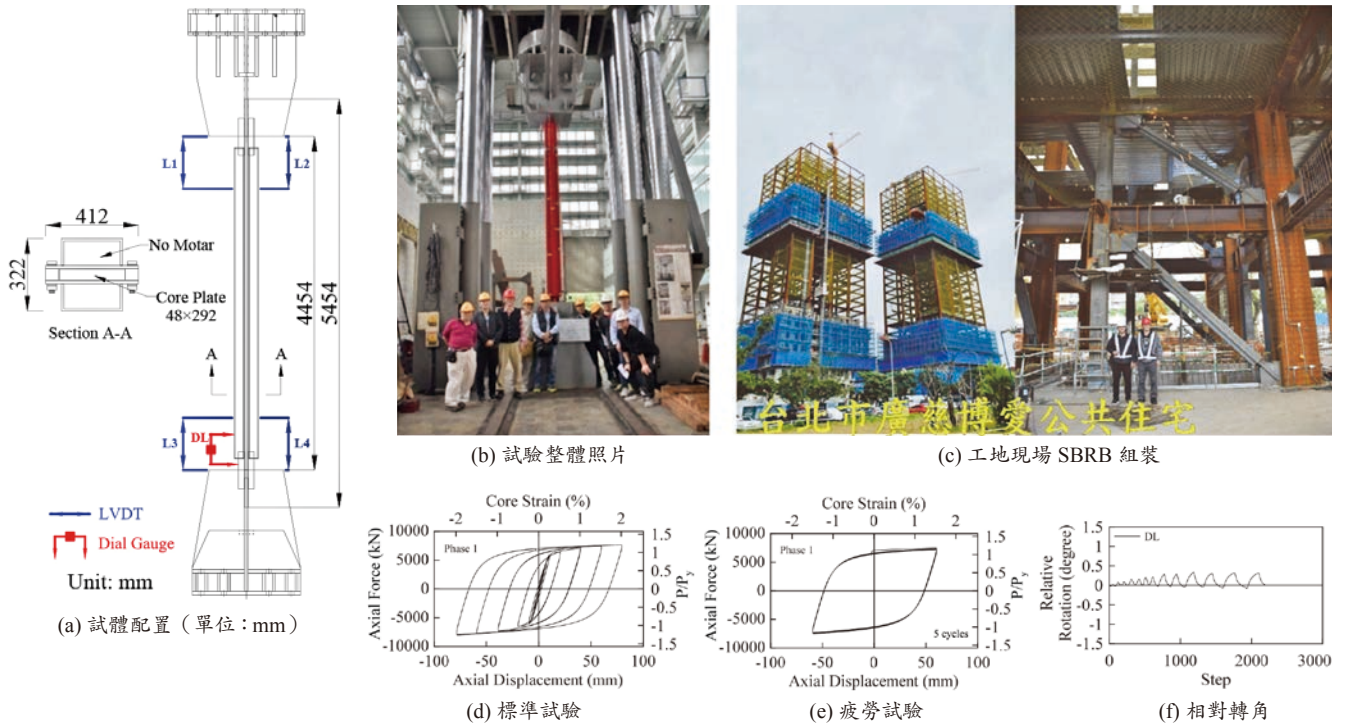 412
No Motar
322
Core Plate
48×292
Section A-A
A
A
L1
L2
4454
5454
L3
DL
L4
LVDT
Dial Gauge
Unit: mm
(a) 試體配置（單位：mm）
(b) 試驗整體照片
台北市廣慈博愛公共住宅
(c) 工地現場 SBRB 組裝
Core Strain (%)
-2 -1 0 1 2
Phase 1
Axial Force (kN)
10000
5000
0
-5000
-10000
1.5
1
0.5
0
-0.5
-1
-1.5
P/Py
-100 -50 0 50 100
Axial Displacement (mm)
(d) 標準試驗
Core Strain (%)
-2 -1 0 1 2
Phase 1
5 cycles
Axial Force (kN)
10000
5000
0
-5000
-10000
1.5
1
0.5
0
-0.5
-1
-1.5
P/Py
-100 -50 0 50 100
Axial Displacement (mm)
(e) 疲勞試驗
DL
Relative
Rotation (degree)
1.5
1
0.5
0
-0.5
-1
-1.5
0 1000 2000 3000
Step
(f) 相對轉角